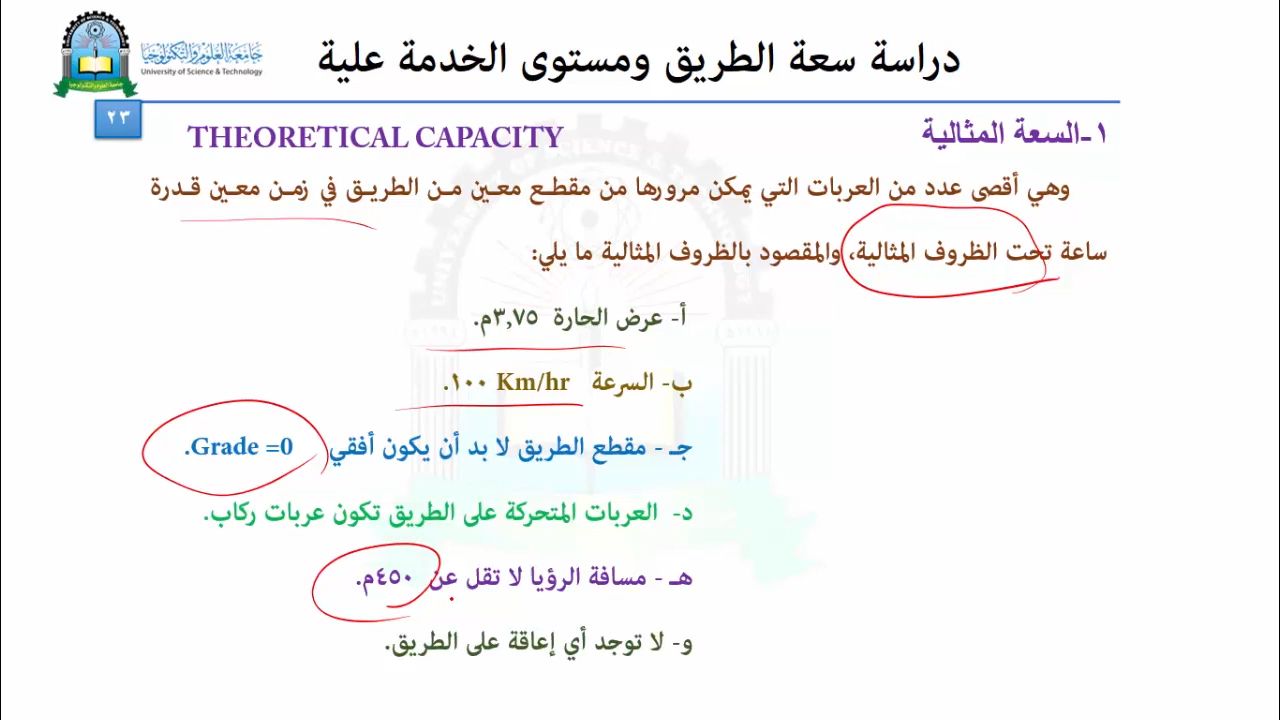 جامعة العلوم والتكنولوجيا
University of Science & Technology
دراسة سعة الطريق ومستوى الخدمة علية
٢٣
١-السعة المثالية THEORETICAL CAPACITY
وهي أقصى عدد من العربات التي يمكن مرورها من مقطع معين من الطريق في زمن معين قدرة
ساعة تحت الظروف المثالية، والمقصود بالظروف المثالية ما يلي:
أ- عرض الحارة ٣,٧٥م.
ب- السرعة ١٠٠ Km/hr.
جـ - مقطع الطريق لا بد أن يكون أفقي Grade =0.
د- العربات المتحركة على الطريق تكون عربات ركاب.
هـ - مسافة الرؤيا لا تقل عن ٤٥٠م.
و- لا توجد أي إعاقة على الطريق.